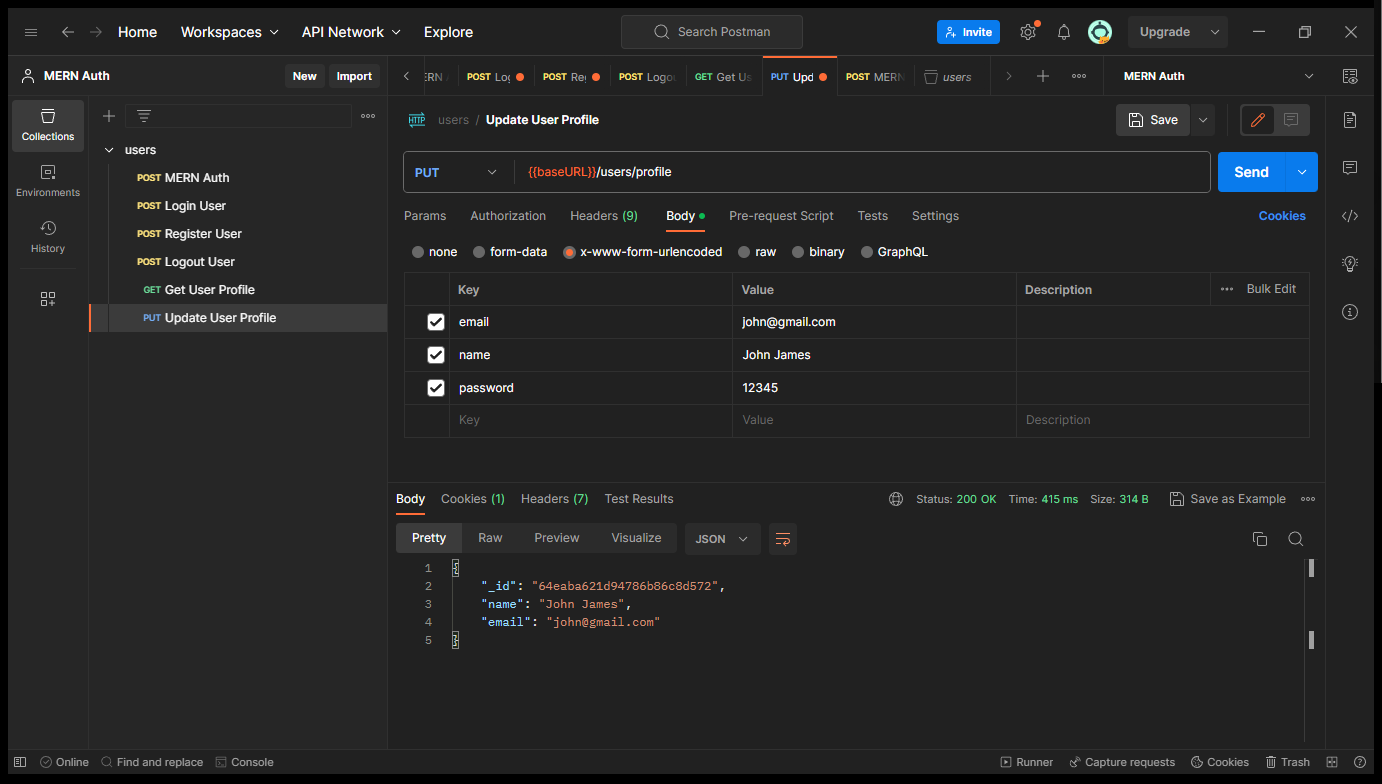 Home Workspaces API Network Explore Search Postman Invite Upgrade
MERN Auth New Import ERN POST Log POST Reg POST Logou GET Get Us PUT Upd POST MERN users MERN Auth
Collections
Environments
History
users
POST MERN Auth
POST Login User
POST Register User
POST Logout User
GET Get User Profile
PUT Update User Profile
HTTP users / Update User Profile Save
PUT {{baseURL}}/users/profile Send
Params Authorization Headers (9) Body Pre-request Script Tests Settings Cookies
none form-data x-www-form-urlencoded raw binary GraphQL
Key Value Description Bulk Edit
email john@gmail.com
name John James
password 12345
Key Value Description
Body Cookies (1) Headers (7) Test Results Status: 200 OK Time: 415 ms Size: 314 B Save as Example
Pretty Raw Preview Visualize JSON
1 {
2 "_id": "64eaba621d94786b86c8d572",
3 "name": "John James",
4 "email": "john@gmail.com"
5 }
Online Find and replace Console Runner Capture requests Cookies Trash